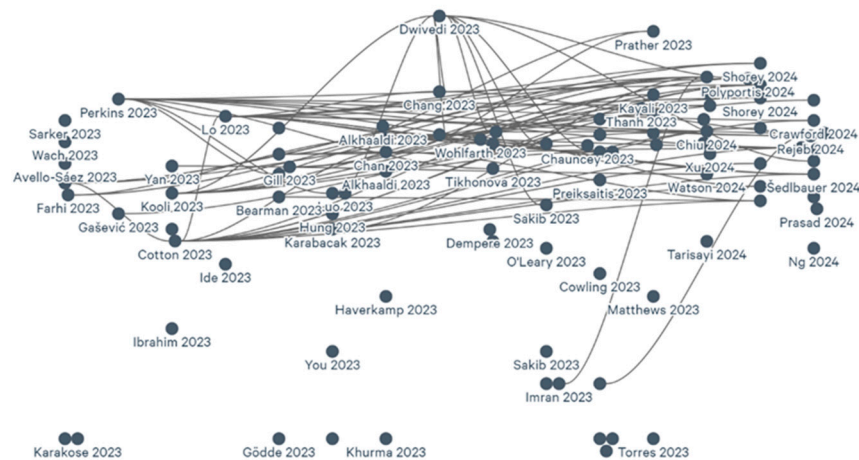 Dwivedi 2023
Prather 2023
Shorey 2024
Polyportis 2024
Perkins 2023
Chang 2023
Kayali 2023
Shorey 2024
Lo 2023
Thanh 2023
Sarker 2023
Alkhaaldi 2023
Crawford 2024
Wach 2023
Wohlfarth 2023
Chiu 2024
Rejeb 2024
Chauncey 2023
Chan 2023
Xu 2024
Avello-Sáez 2023
Yan 2023
Gill 2023
Alkhaaldi 2023
Tikhonova 2023
Watson 2024
Šedlbauer 2024
Preiksaitis 2023
Farhi 2023
Kooli 2023
Bearman 2023
Luo 2023
Sakib 2023
Prasad 2024
Gašević 2023
Hung 2023
Karabacak 2023
Dempere 2023
Cotton 2023
O'Leary 2023
Tarisayi 2024
Ng 2024
Ide 2023
Cowling 2023
Haverkamp 2023
Matthews 2023
Ibrahim 2023
You 2023
Sakib 2023
Imran 2023
Karakose 2023
Gödde 2023
Khurma 2023
Torres 2023